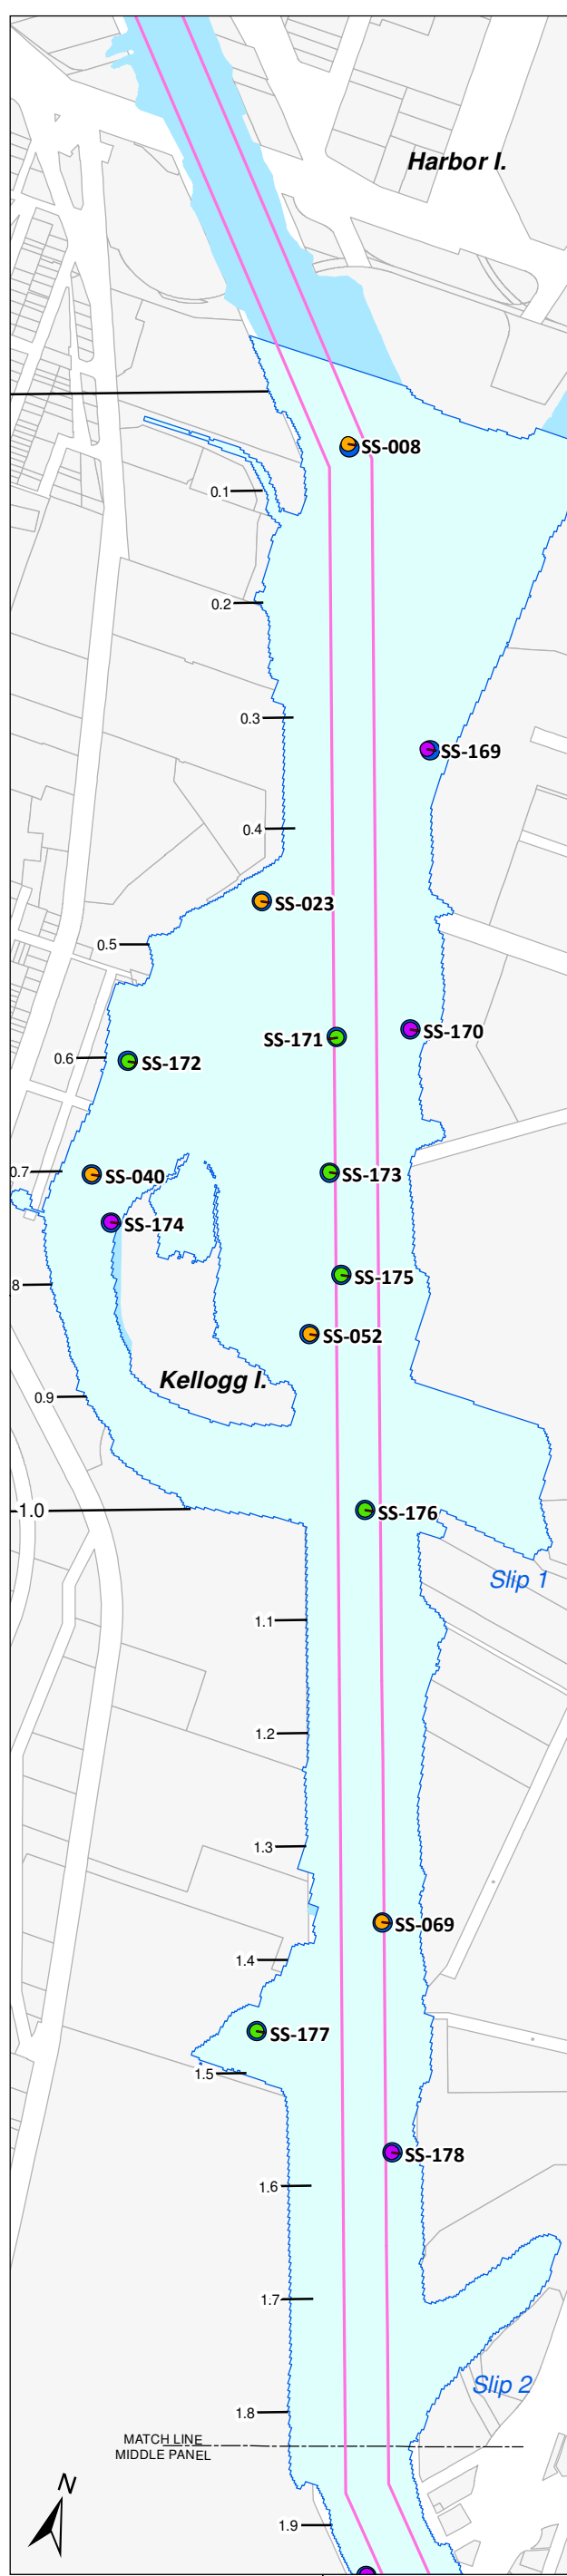 Harbor I.
SS-008
0.1
0.2
0.3
SS-169
0.4
SS-023
0.5
SS-170
SS-171
0.6
SS-172
0.7
SS-040
SS-173
SS-174
SS-175
8
SS-052
Kellogg I.
0.9
1.0
SS-176
Slip 1
1.1
1.2
1.3
SS-069
1.4
SS-177
1.5
SS-178
1.6
1.7
Slip 2
1.8
MATCH LINE
MIDDLE PANEL
N
1.9